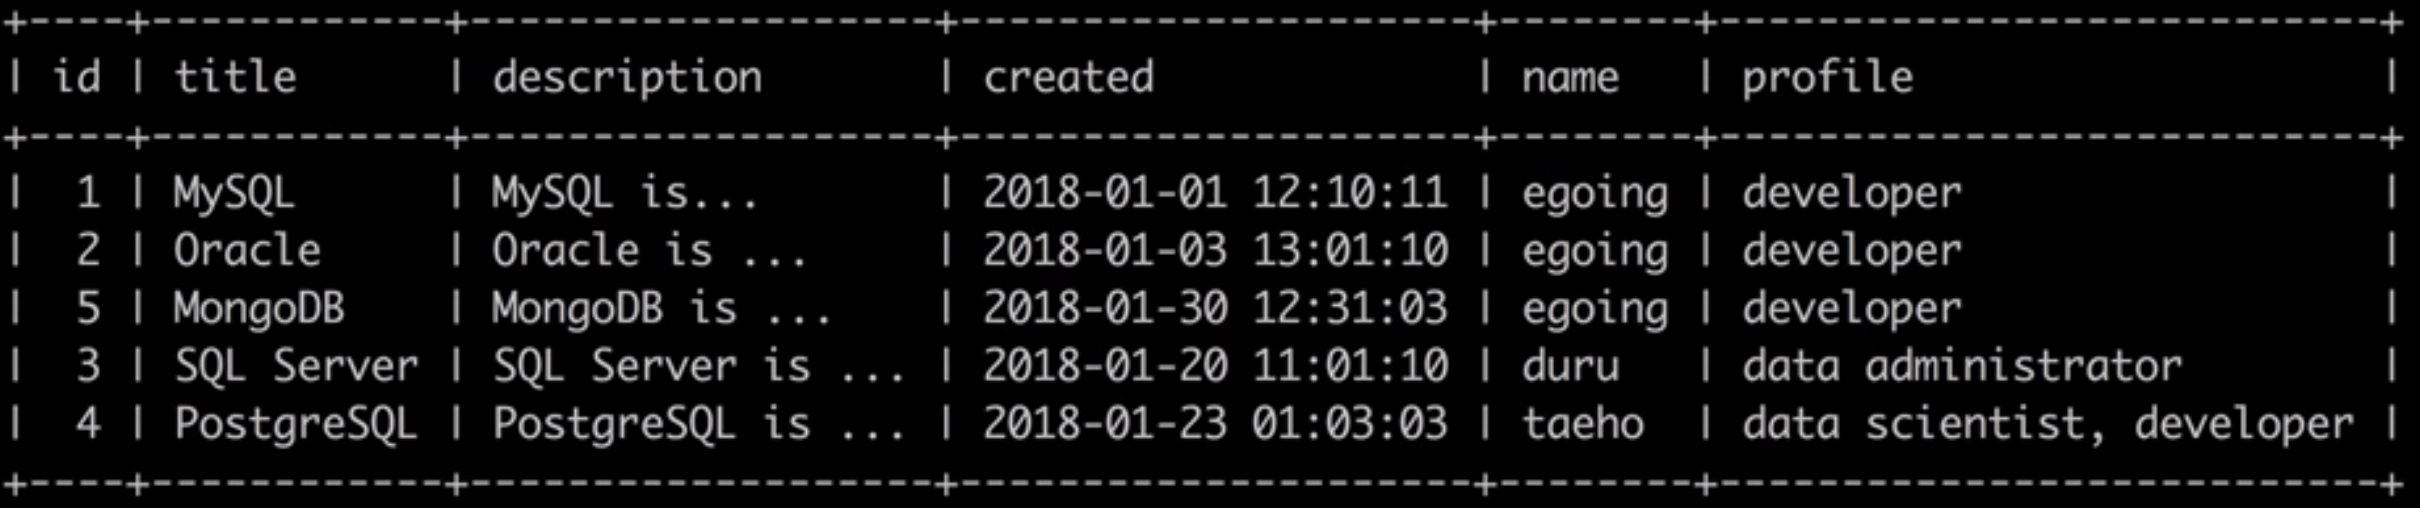 +----+------------+-------------------+---------------------+--------+---------------------------+
| id | title      | description       | created             | name   | profile                   |
+----+------------+-------------------+---------------------+--------+---------------------------+
|  1 | MySQL      | MySQL is...       | 2018-01-01 12:10:11 | egoing | developer                 |
|  2 | Oracle     | Oracle is ...     | 2018-01-03 13:01:10 | egoing | developer                 |
|  5 | MongoDB    | MongoDB is ...    | 2018-01-30 12:31:03 | egoing | developer                 |
|  3 | SQL Server | SQL Server is ... | 2018-01-20 11:01:10 | duru   | data administrator        |
|  4 | PostgreSQL | PostgreSQL is ... | 2018-01-23 01:03:03 | taeho  | data scientist, developer |
+----+------------+-------------------+---------------------+--------+---------------------------+